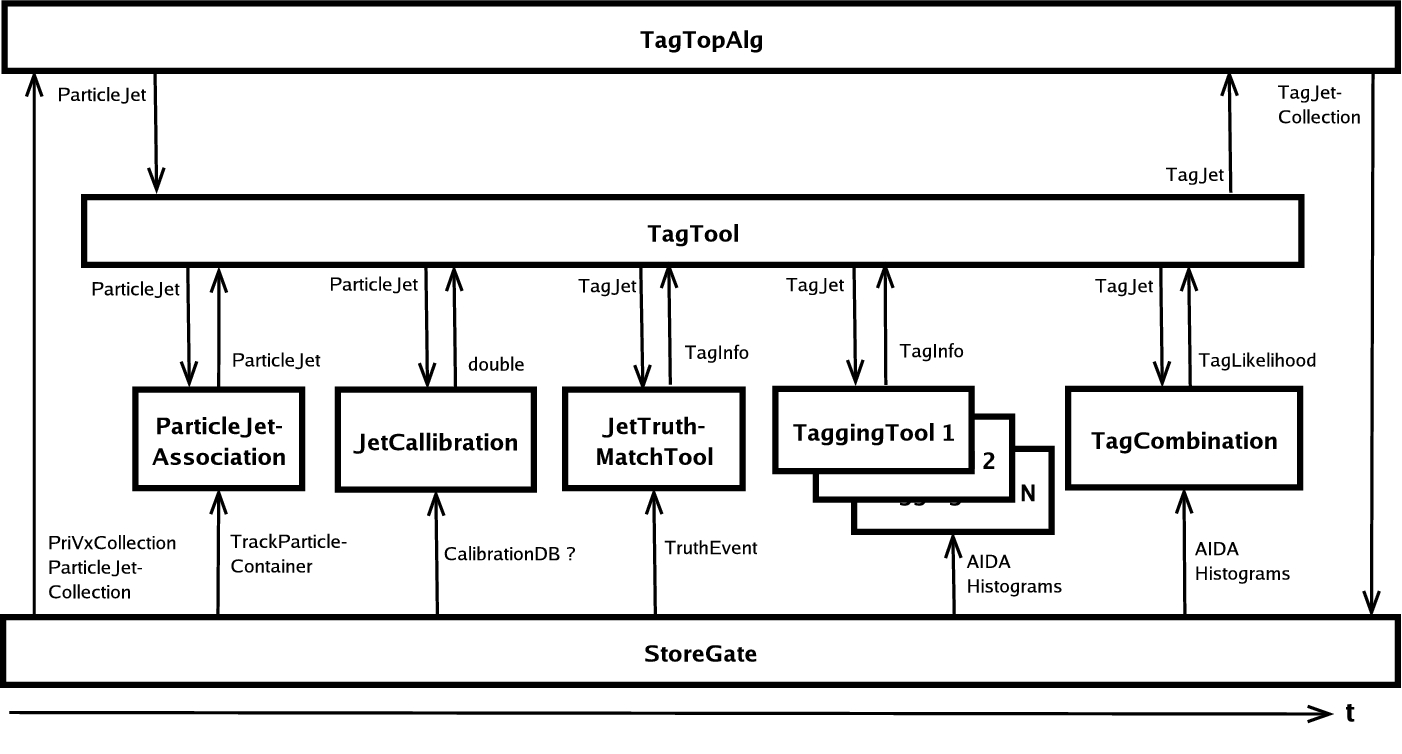 TagTopAlg
ParticleJet
TagJet-
Collection
TagJet
TagTool
ParticleJet
ParticleJet
TagJet
TagJet
TagJet
ParticleJet
double
TagInfo
TagInfo
TagLikelihood
ParticleJet-
Association
JetCallibration
JetTruth-
MatchTool
TaggingTool 1
2
N
TagCombination
PriVxCollection
ParticleJet-
Collection
TrackParticle-
Container
CalibrationDB ?
TruthEvent
AIDA
Histograms
AIDA
Histograms
StoreGate
t